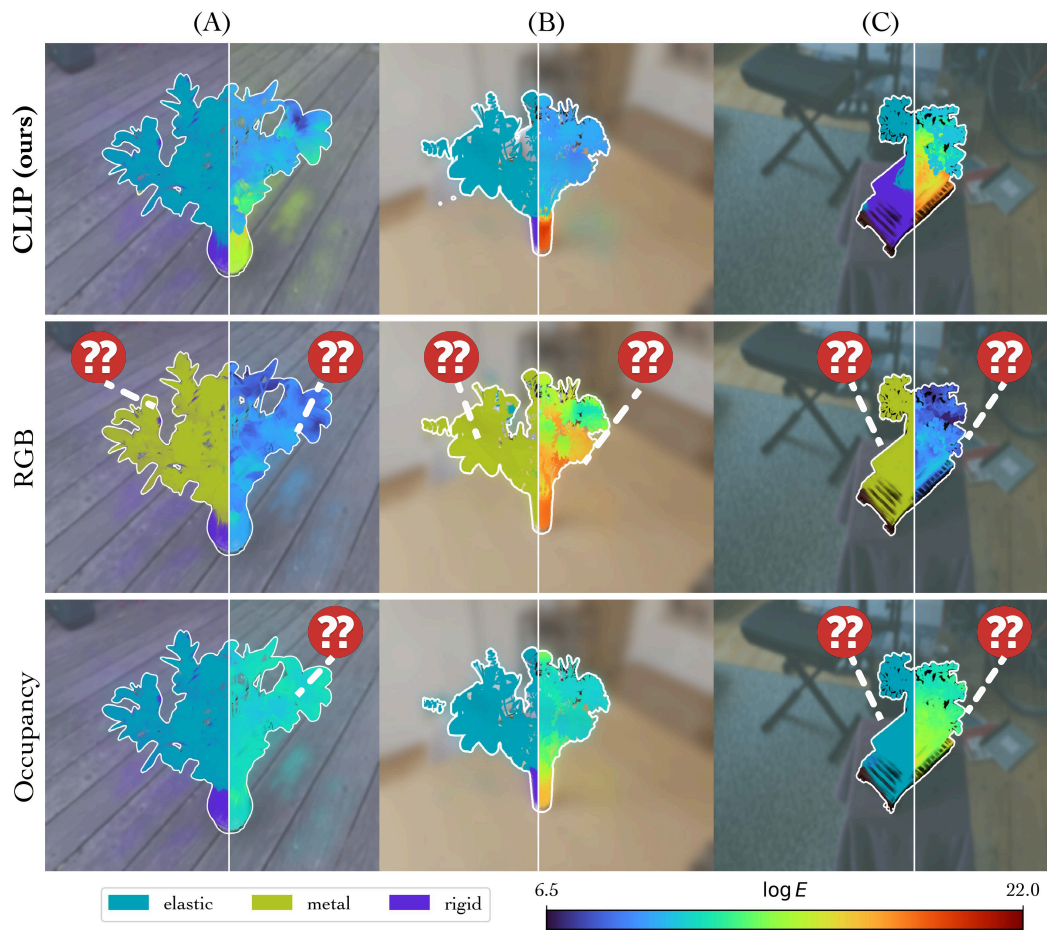 (A) (B) (C)
CLIP (ours)
?? ?? ?? ?? ?? ??
RGB
?? ?? ??
Occupancy
elastic metal rigid
6.5 log E 22.0